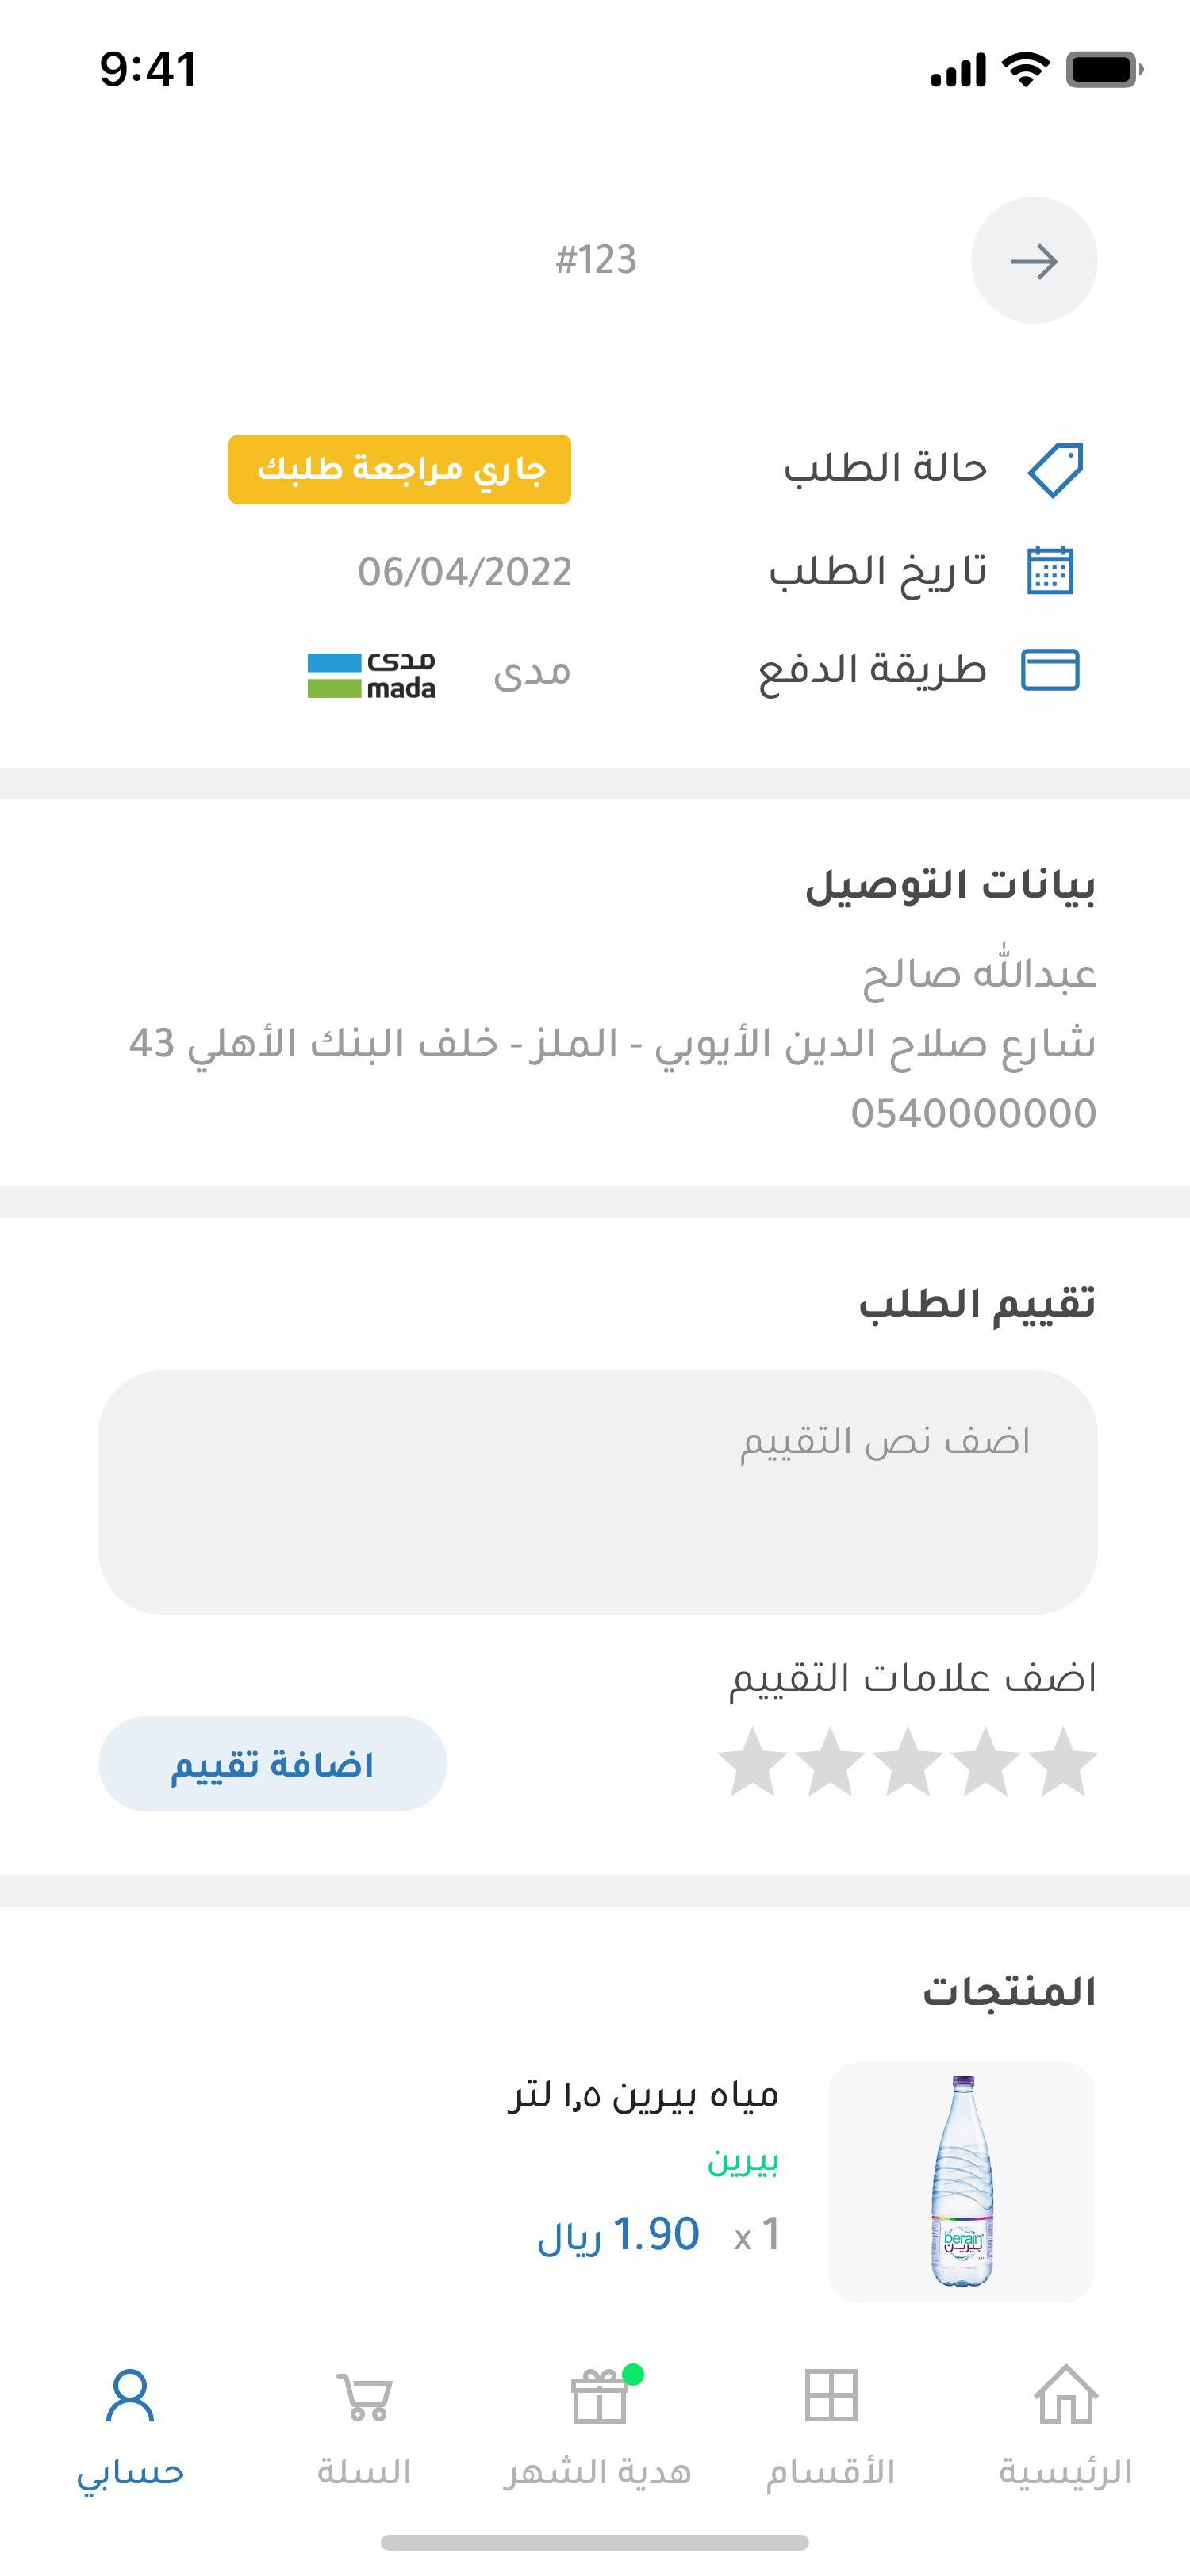 9:41
#123
حالة الطلب جاري مراجعة طلبك
تاريخ الطلب 06/04/2022
طريقة الدفع مدى مدى
mada
بيانات التوصيل
عبدالله صالح
شارع صلاح الدين الأيوبي - الملز - خلف البنك الأهلي 43
0540000000
تقييم الطلب
اضف نص التقييم
اضف علامات التقييم
اضافة تقييم
المنتجات
مياه بيرين ١٫٥ لتر
بيرين
1 x 1.90 ريال
berain
بيرين
الرئيسية الأقسام هدية الشهر السلة حسابي